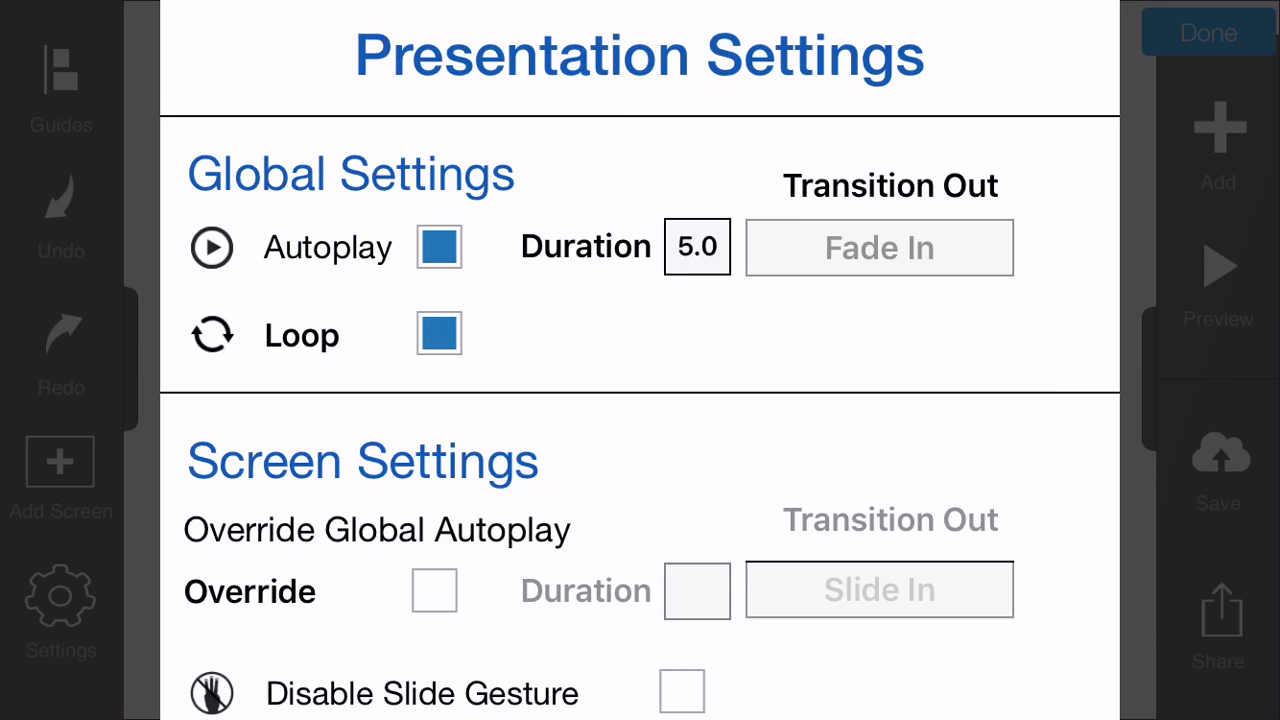 Presentation Settings
Done
Guides
Undo
Redo
Add Screen
Settings
Global Settings
Transition Out
Autoplay
Duration 5.0 Fade In
Loop
Screen Settings
Override Global Autoplay
Transition Out
Override
Duration Slide In
Disable Slide Gesture
Add
Preview
Save
Share